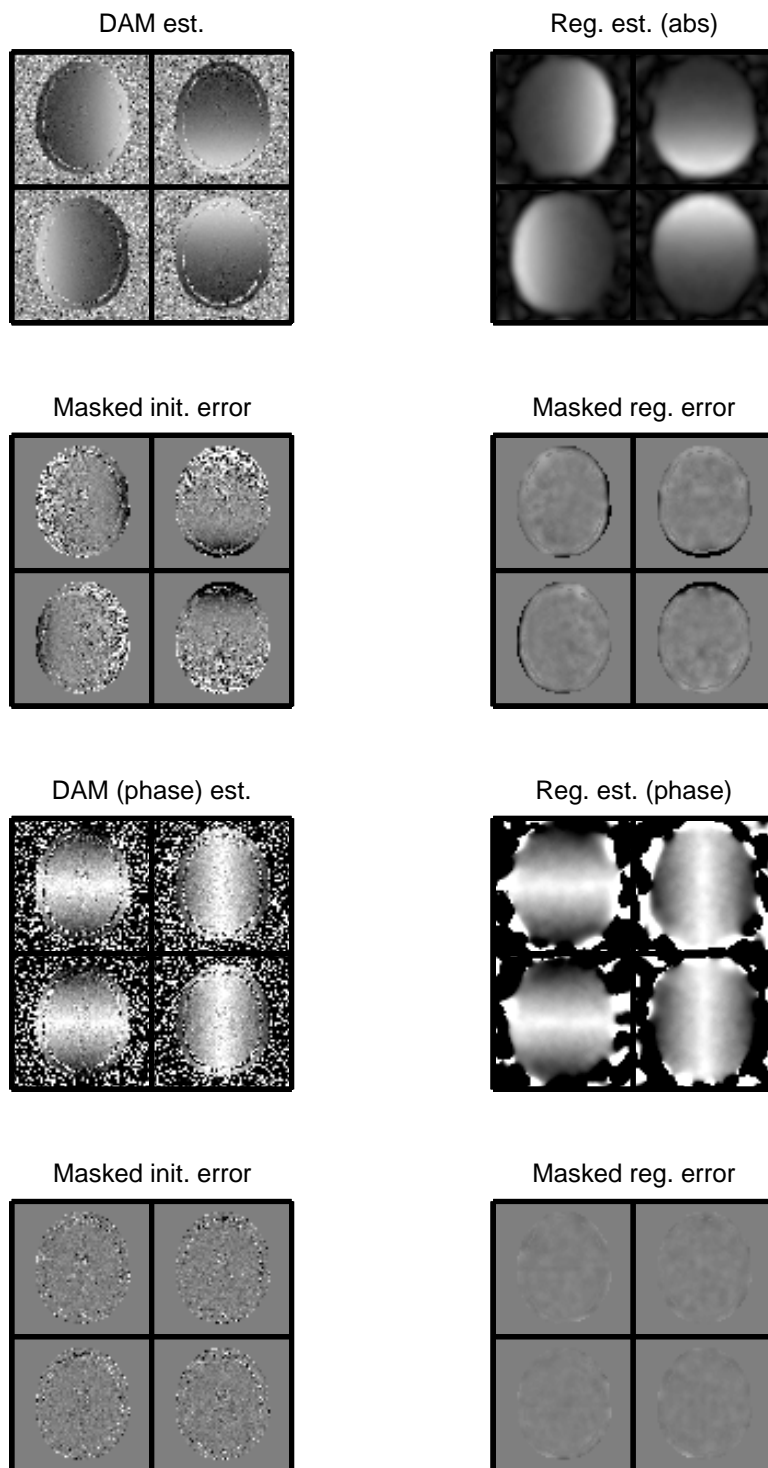 DAM est.
Reg. est. (abs)
Masked init. error
Masked reg. error
DAM (phase) est.
Reg. est. (phase)
Masked init. error
Masked reg. error